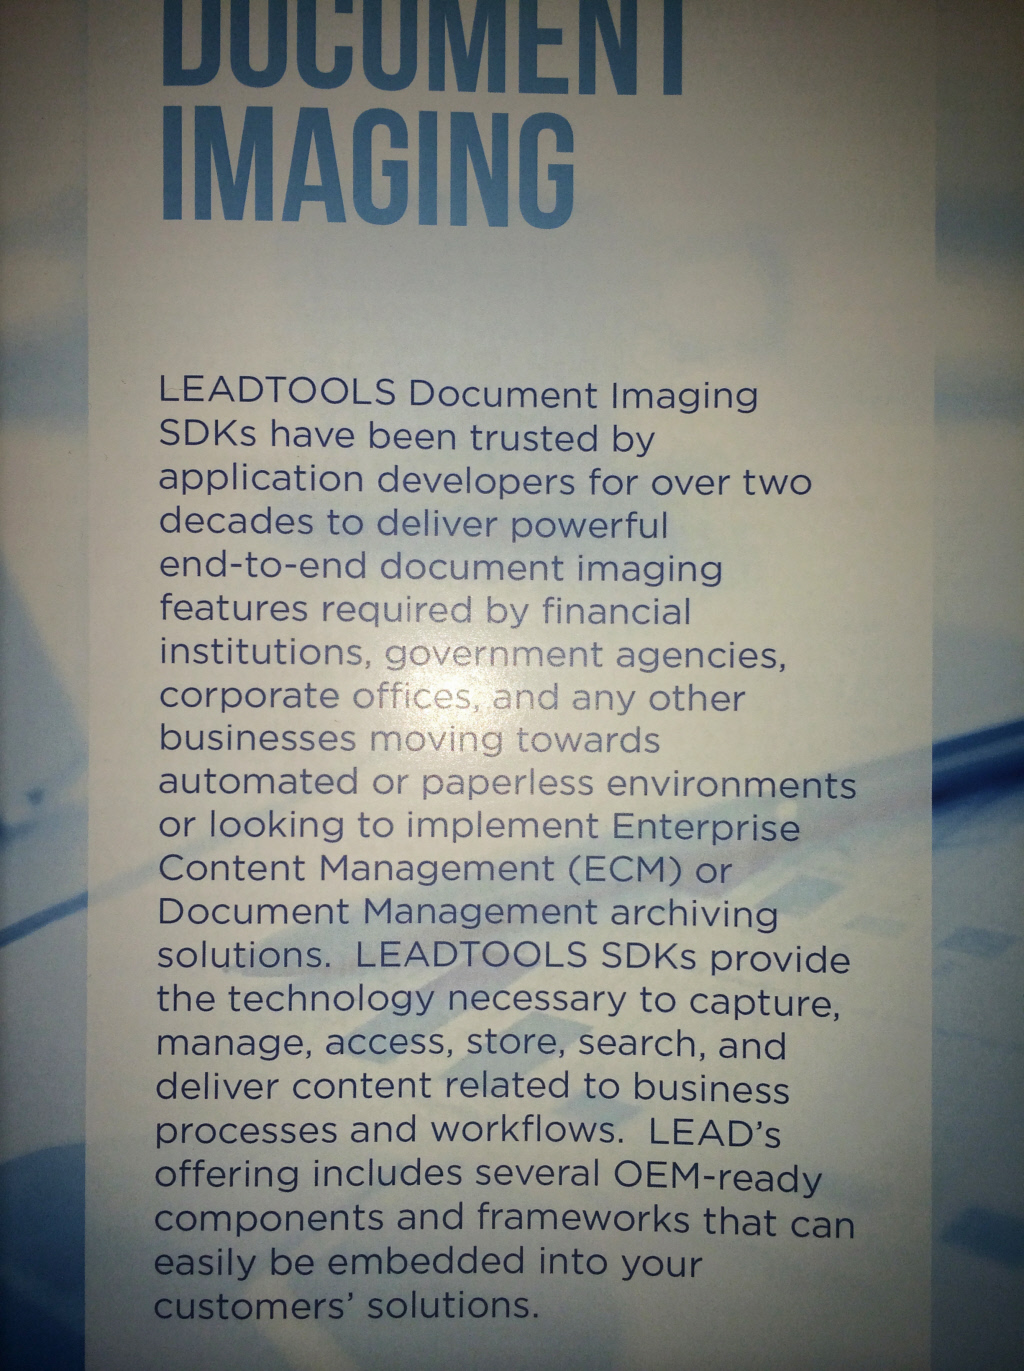 DOCUMENT
IMAGING
LEADTOOLS Document Imaging
SDKs have been trusted by
application developers for over two
decades to deliver powerful
end-to-end document imaging
features required by financial
institutions, government agencies,
corporate offices, and any other
businesses moving towards
automated or paperless environments
or looking to implement Enterprise
Content Management (ECM) or
Document Management archiving
solutions.  LEADTOOLS SDKs provide
the technology necessary to capture,
manage, access, store, search, and
deliver content related to business
processes and workflows.  LEAD’s
offering includes several OEM-ready
components and frameworks that can
easily be embedded into your
customers’ solutions.